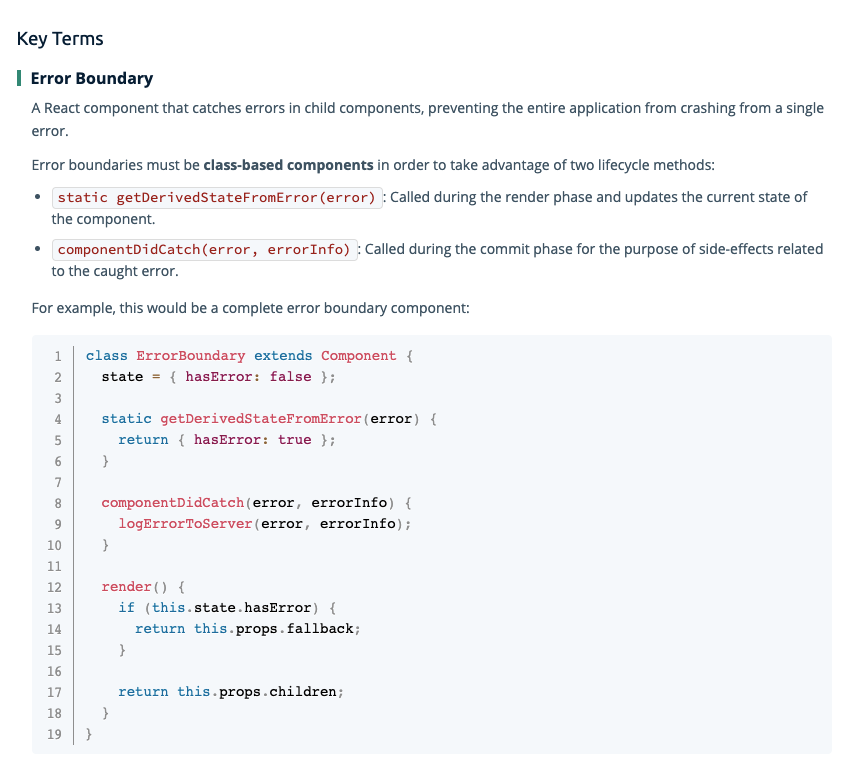 Key Terms
Error Boundary
A React component that catches errors in child components, preventing the entire application from crashing from a single
error.
Error boundaries must be class-based components in order to take advantage of two lifecycle methods:
• static getDerivedStateFromError(error) : Called during the render phase and updates the current state of
the component.
• componentDidCatch(error, errorInfo) : Called during the commit phase for the purpose of side-effects related
to the caught error.
For example, this would be a complete error boundary component:
1 class ErrorBoundary extends Component {
2   state = { hasError: false };
3
4   static getDerivedStateFromError(error) {
5     return { hasError: true };
6   }
7
8   componentDidCatch(error, errorInfo) {
9     logErrorToServer(error, errorInfo);
10   }
11
12   render() {
13     if (this.state.hasError) {
14       return this.props.fallback;
15     }
16
17     return this.props.children;
18   }
19 }